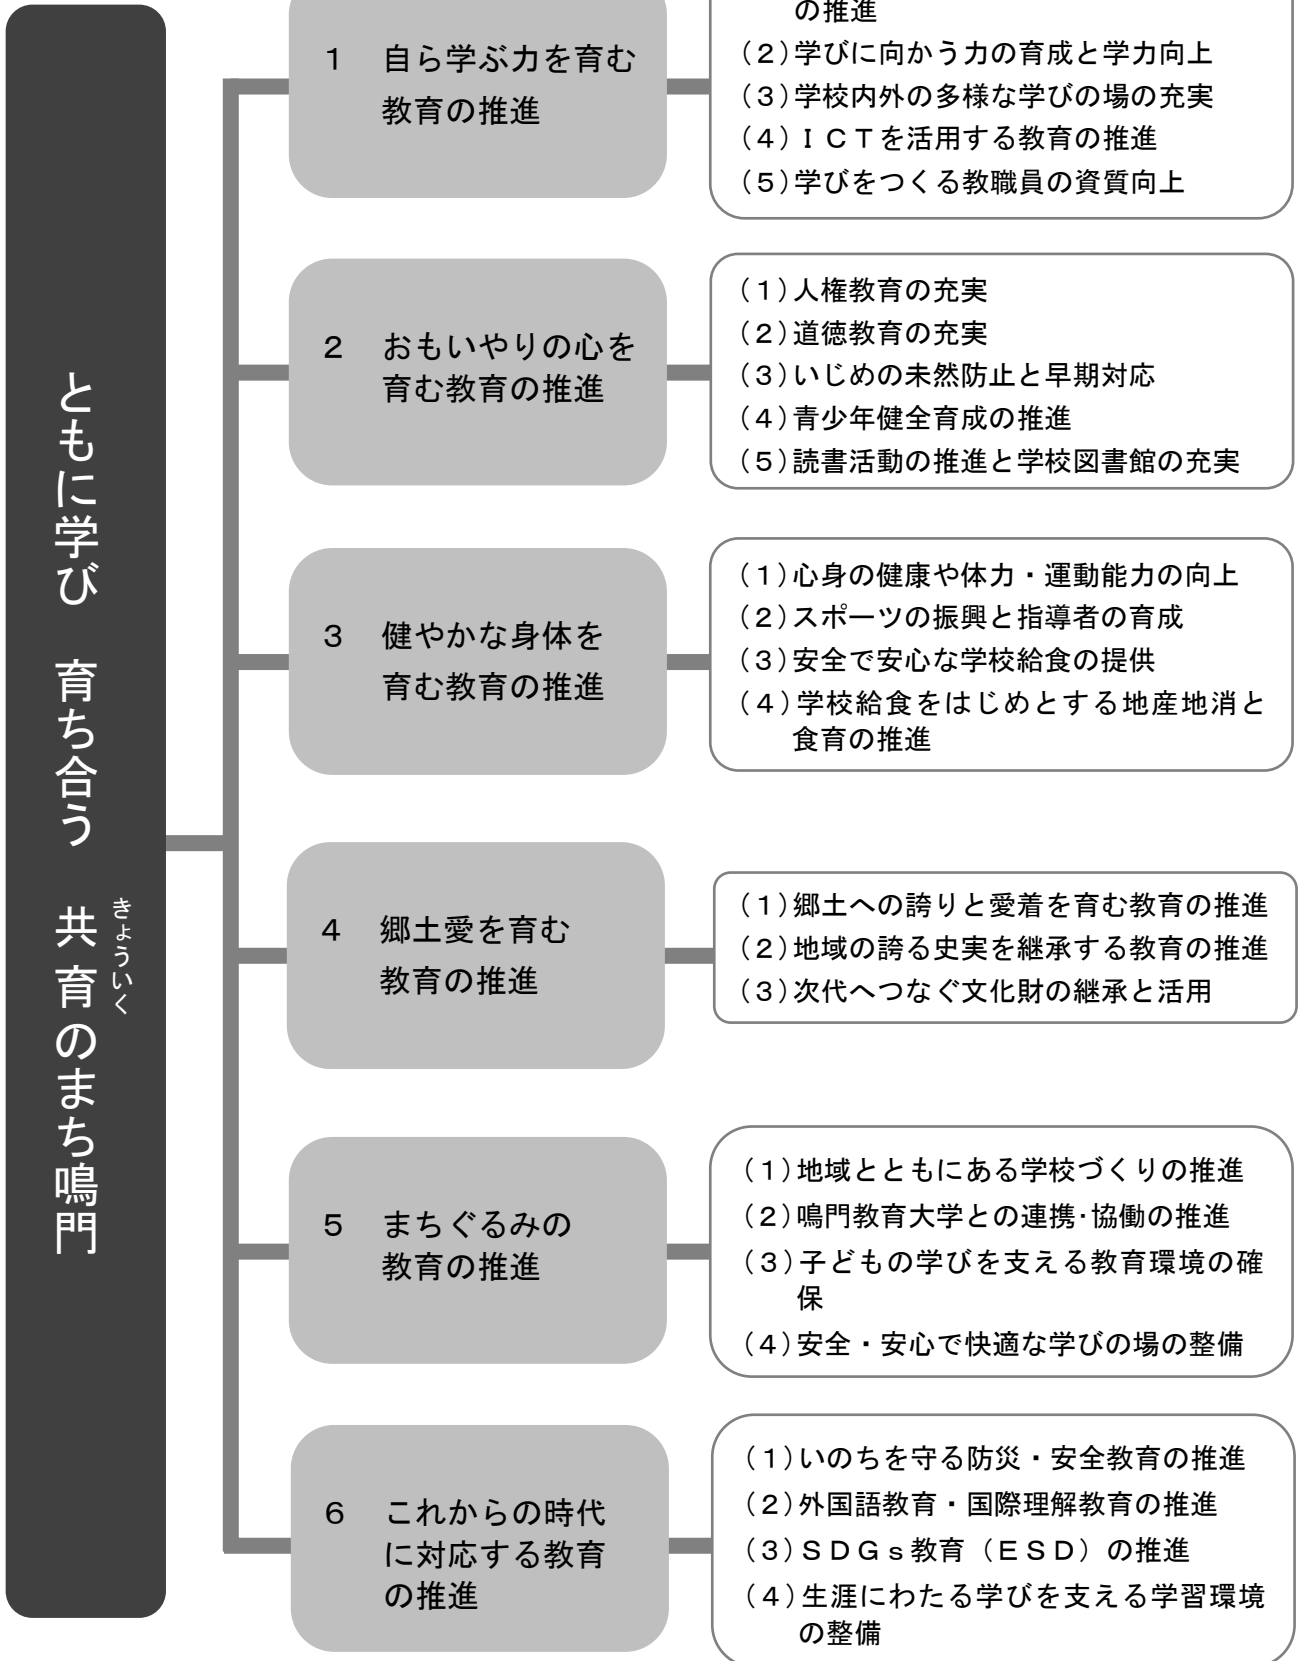 ともに学び　育ち合う　共育のまち鳴門
きょういく
１　自ら学ぶ力を育む
教育の推進
の推進
（２）学びに向かう力の育成と学力向上
（３）学校内外の多様な学びの場の充実
（４）ＩＣＴを活用する教育の推進
（５）学びをつくる教職員の資質向上
２　おもいやりの心を
育む教育の推進
（１）人権教育の充実
（２）道徳教育の充実
（３）いじめの未然防止と早期対応
（４）青少年健全育成の推進
（５）読書活動の推進と学校図書館の充実
３　健やかな身体を
育む教育の推進
（１）心身の健康や体力・運動能力の向上
（２）スポーツの振興と指導者の育成
（３）安全で安心な学校給食の提供
（４）学校給食をはじめとする地産地消と
食育の推進
４　郷土愛を育む
教育の推進
（１）郷土への誇りと愛着を育む教育の推進
（２）地域の誇る史実を継承する教育の推進
（３）次代へつなぐ文化財の継承と活用
５　まちぐるみの
教育の推進
（１）地域とともにある学校づくりの推進
（２）鳴門教育大学との連携・協働の推進
（３）子どもの学びを支える教育環境の確
保
（４）安全・安心で快適な学びの場の整備
６　これからの時代
に対応する教育
の推進
（１）いのちを守る防災・安全教育の推進
（２）外国語教育・国際理解教育の推進
（３）ＳＤＧｓ教育（ＥＳＤ）の推進
（４）生涯にわたる学びを支える学習環境
の整備